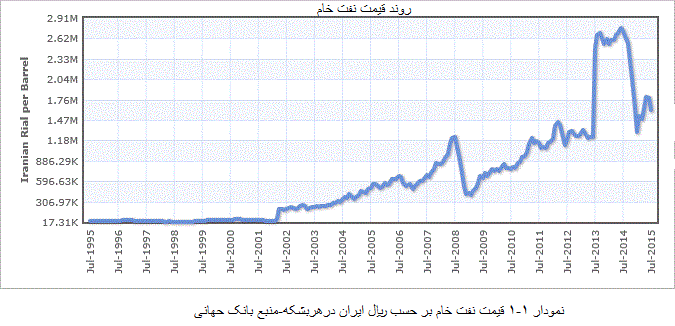 روند قیمت نفت خام
Iranian Rial per Barrel
2.91M
2.62M
2.33M
2.04M
1.76M
1.47M
1.18M
886.29K
596.63K
306.97K
17.31K
Jul-1995
Jul-1996
Jul-1997
Jul-1998
Jul-1999
Jul-2000
Jul-2001
Jul-2002
Jul-2003
Jul-2004
Jul-2005
Jul-2006
Jul-2007
Jul-2008
Jul-2009
Jul-2010
Jul-2011
Jul-2012
Jul-2013
Jul-2014
Jul-2015
نمودار ۱-۱ قیمت نفت خام بر حسب ریال ایران درهربشکه-منبع بانک جهانی